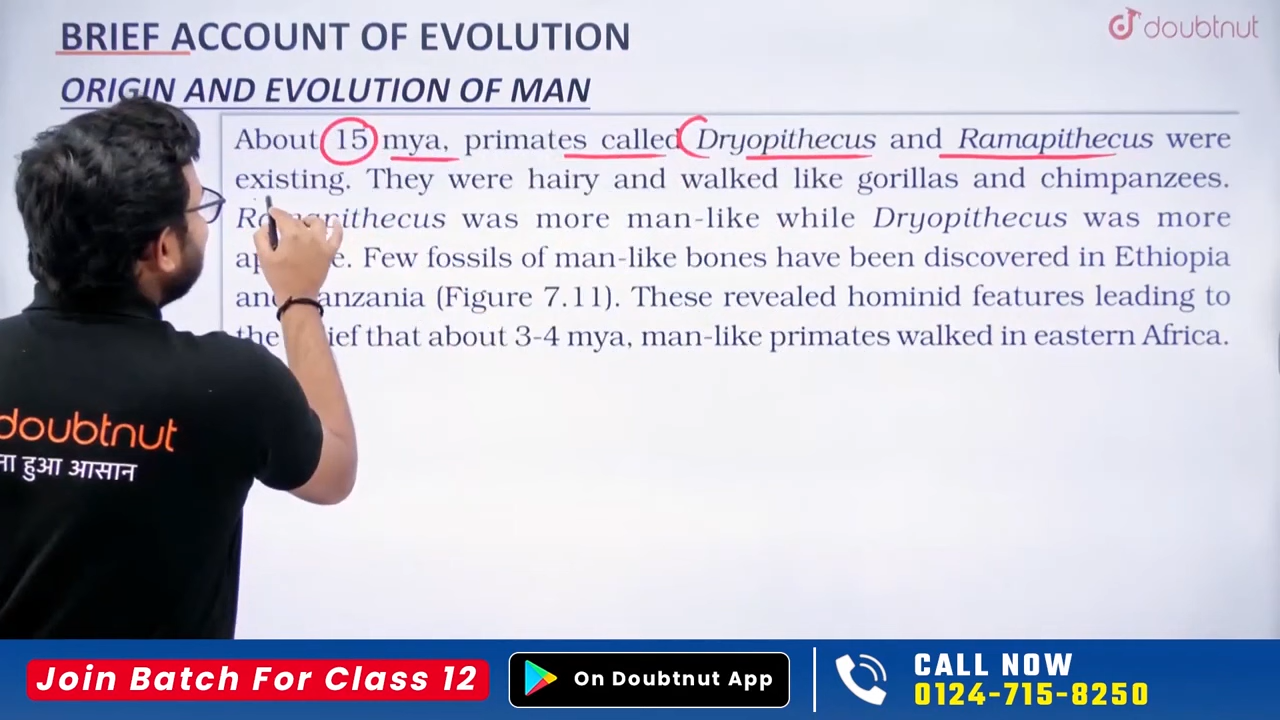 BRIEF ACCOUNT OF EVOLUTION
doubtnut
ORIGIN AND EVOLUTION OF MAN
About 15 mya, primates called Dryopithecus and Ramapithecus were
existing. They were hairy and walked like gorillas and chimpanzees.
was more man-like while Dryopithecus was more
Few fossils of man-like bones have been discovered in Ethiopia
(Figure 7.11). These revealed hominid features leading to
that about 3-4 mya, man-like primates walked in eastern Africa.
doubtnut
हुआ आसान
Join Batch For Class 12
On Doubtnut App
CALL NOW
0124-715-8250